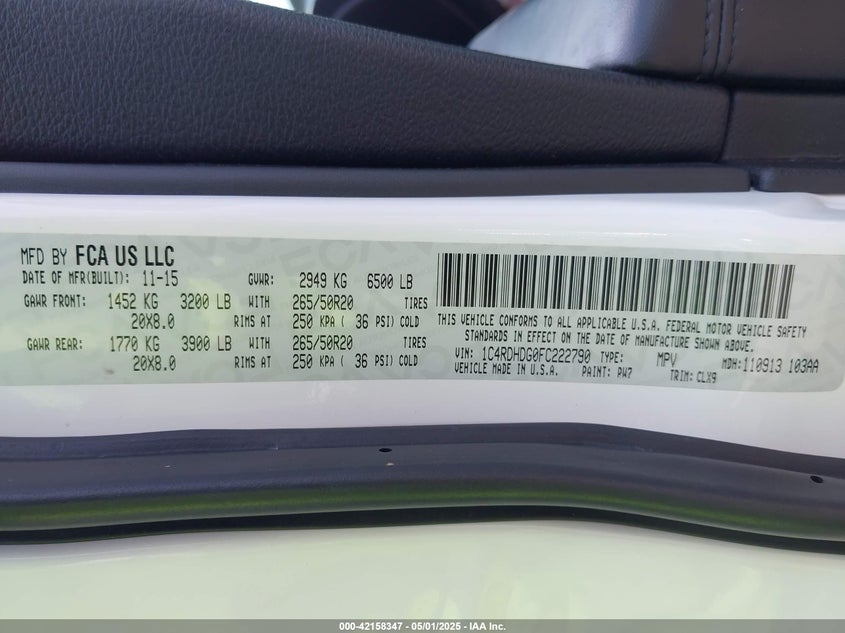 MFD BY FCA US LLC
DATE OF MFR(BUILT): 11-15 GVWR: 2949 KG 6500 LB
GAWR FRONT: 1452 KG 3200 LB WITH 265/50R20 TIRES
20X8.0 RIMS AT 250 KPA ( 36 PSI) COLD
GAWR REAR: 1770 KG 3900 LB WITH 265/50R20 TIRES
20X8.0 RIMS AT 250 KPA ( 36 PSI) COLD
THIS VEHICLE CONFORMS TO ALL APPLICABLE U.S.A. FEDERAL MOTOR VEHICLE SAFETY
STANDARDS IN EFFECT ON THE DATE OF MANUFACTURE SHOWN ABOVE.
VIN: 1C4RDHDG0FC222790 TYPE: MPV MDH: 110913 103AA
VEHICLE MADE IN U.S.A. PAINT: PW7 TRIM: CLX9
000-42158347 - 05/01/2025 - IAA Inc.